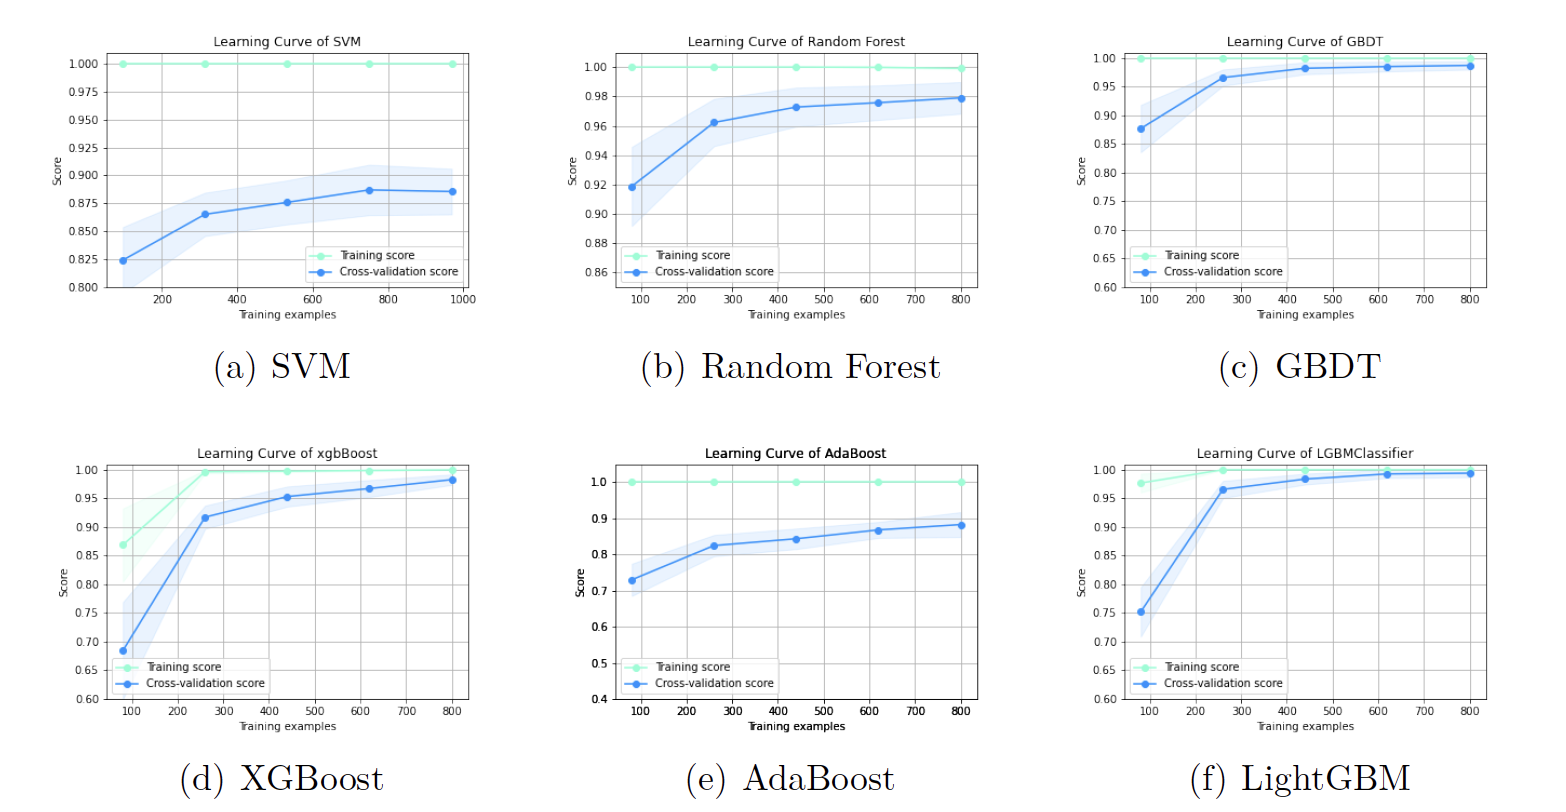 Learning Curve of SVM
1.000
0.975
0.950
0.925
0.900
0.875
0.850
0.825
0.800
Score
Training score
Cross-validation score
200 400 600 800 1000
Training examples
(a) SVM
Learning Curve of Random Forest
1.00
0.98
0.96
0.94
0.92
0.90
0.88
0.86
Score
Training score
Cross-validation score
100 200 300 400 500 600 700 800
Training examples
(b) Random Forest
Learning Curve of GBDT
1.00
0.95
0.90
0.85
0.80
0.75
0.70
0.65
0.60
Score
Training score
Cross-validation score
100 200 300 400 500 600 700 800
Training examples
(c) GBDT
Learning Curve of xgbBoost
1.00
0.95
0.90
0.85
0.80
0.75
0.70
0.65
0.60
Score
Training score
Cross-validation score
100 200 300 400 500 600 700 800
Training examples
(d) XGBoost
Learning Curve of AdaBoost
1.0
0.9
0.8
0.7
0.6
0.5
0.4
Score
Training score
Cross-validation score
100 200 300 400 500 600 700 800
Training examples
(e) AdaBoost
Learning Curve of LGBMClassifier
1.00
0.95
0.90
0.85
0.80
0.75
0.70
0.65
0.60
Score
Training score
Cross-validation score
100 200 300 400 500 600 700 800
Training examples
(f) LightGBM